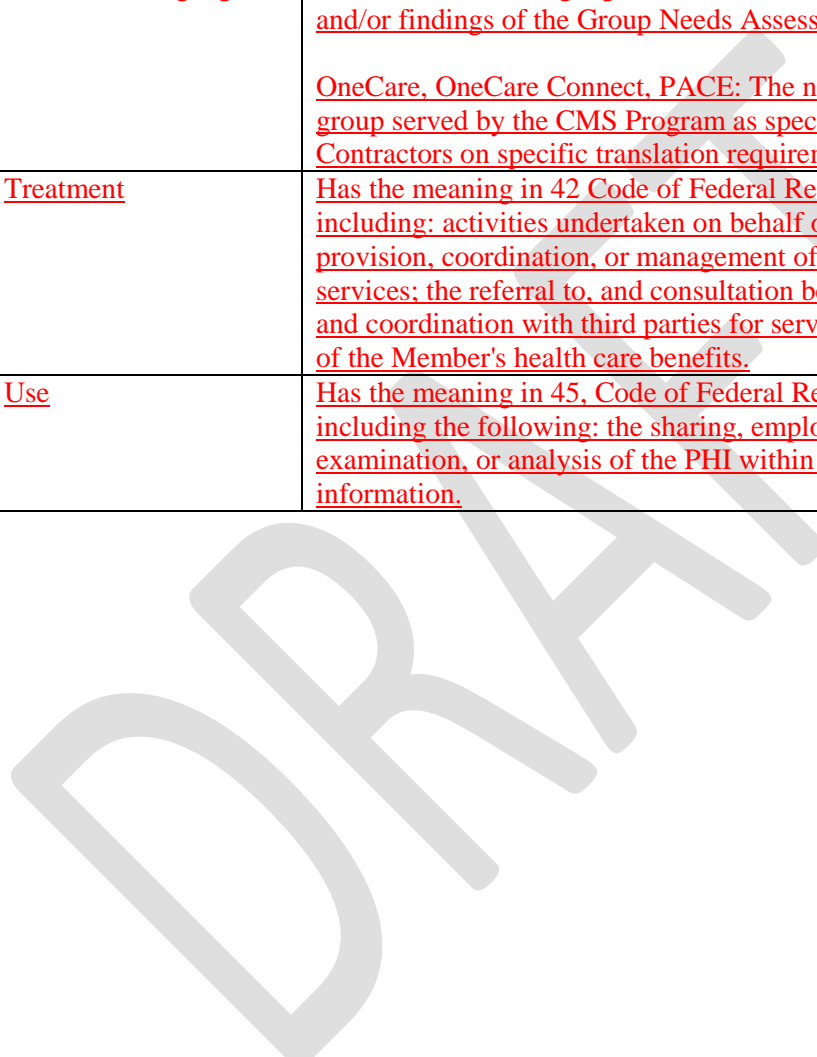 and/or findings of the Group Needs Assess
OneCare, OneCare Connect, PACE: The n
group served by the CMS Program as spec
Contractors on specific translation requirer
Treatment
Has the meaning in 42 Code of Federal Re
including: activities undertaken on behalf o
provision, coordination, or management of
services; the referral to, and consultation be
and coordination with third parties for serv
of the Member's health care benefits.
Use
Has the meaning in 45, Code of Federal Re
including the following: the sharing, emplo
examination, or analysis of the PHI within
information.
DRAFT